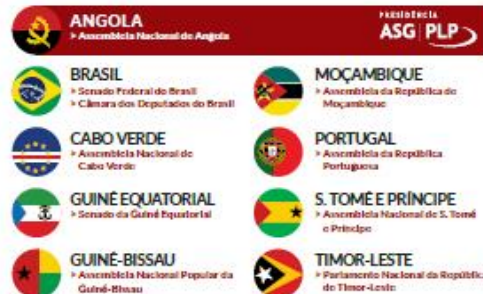 ANGOLA
Assembleia Nacional de Angola
PRESIDÊNCIA
ASG PLP
BRASIL
Senado Federal do Brasil
Câmara dos Deputados do Brasil
CABO VERDE
Assembleia Nacional de
Cabo Verde
GUINÉ EQUATORIAL
Senado da Guiné Equatorial
GUINÉ-BISSAU
Assembleia Nacional Popular da
Guiné-Bissau
MOÇAMBIQUE
Assembleia da República de
Moçambique
PORTUGAL
Assembleia da República
Portuguesa
S. TOMÉ E PRÍNCIPE
Assembleia Nacional de S. Tomé
e Príncipe
TIMOR-LESTE
Parlamento Nacional da República
de Timor-Leste